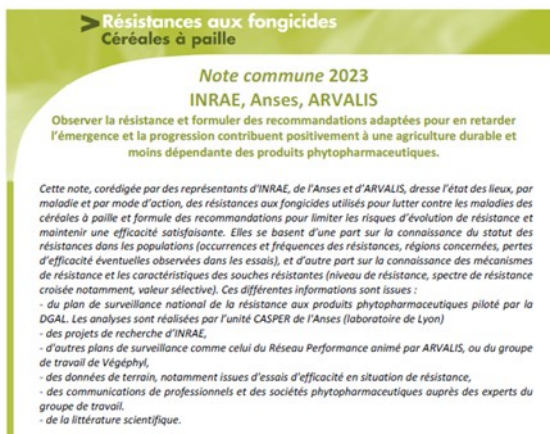 >Résistances aux fongicides
Céréales à paille
Note commune 2023
INRAE, Anses, ARVALIS
Observer la résistance et formuler des recommandations adaptées pour en retarder
l'émergence et la progression contribuent positivement à une agriculture durable et
moins dépendante des produits phytopharmaceutiques.
Cette note, corédigée par des représentants d'INRAE, de l'Anses et d'ARVALIS, dresse l'état des lieux, par
maladie et par mode d'action, des résistances aux fongicides utilisés pour lutter contre les maladies des
céréales à paille et formule des recommandations pour limiter les risques d'évolution de résistance et
maintenir une efficacité satisfaisante. Elles se basent d'une part sur la connaissance du statut des
résistances dans les populations (occurrences et fréquences des résistances, régions concernées, pertes
d'efficacité éventuelles observées dans les essais), et d'autre part sur la connaissance des mécanismes
de résistance et les caractéristiques des souches résistantes (niveau de résistance, spectre de résistance
croisée notamment, valeur sélective). Ces différentes informations sont issues :
- du plan de surveillance national de la résistance aux produits phytopharmaceutiques piloté par la
DGAL. Les analyses sont réalisées par l'unité CASPER de l'Anses (laboratoire de Lyon)
- des projets de recherche d'INRAE,
- d'autres plans de surveillance comme celui du Réseau Performance animé par ARVALIS, ou du groupe
de travail de Végéphyl,
- des données de terrain, notamment issues d'essais d'efficacité en situation de résistance,
- des communications de professionnels et des sociétés phytopharmaceutiques auprès des experts du
groupe de travail.
- de la littérature scientifique.